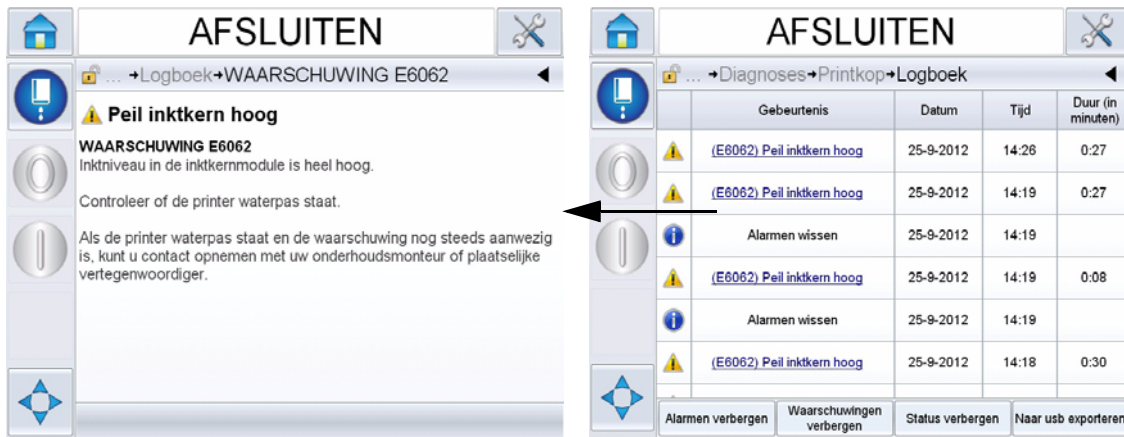 AFSLUITEN
... →Logboek→WAARSCHUWING E6062
Peil inktkern hoog
WAARSCHUWING E6062
Inktniveau in de inktkernmodule is heel hoog.
Controleer of de printer waterpas staat.
Als de printer waterpas staat en de waarschuwing nog steeds aanwezig
is, kunt u contact opnemen met uw onderhoudsmonteur of plaatselijke
vertegenwoordiger.
AFSLUITEN
... →Diagnoses→Printkop→Logboek
Gebeurtenis Datum Tijd Duur (in minuten)
(E6062) Peil inktkern hoog 25-9-2012 14:26 0:27
(E6062) Peil inktkern hoog 25-9-2012 14:19 0:27
Alarmen wissen 25-9-2012 14:19
(E6062) Peil inktkern hoog 25-9-2012 14:19 0:08
Alarmen wissen 25-9-2012 14:19
(E6062) Peil inktkern hoog 25-9-2012 14:18 0:30
Alarmen verbergen Waarschuwingen verbergen Status verbergen Naar usb exporteren